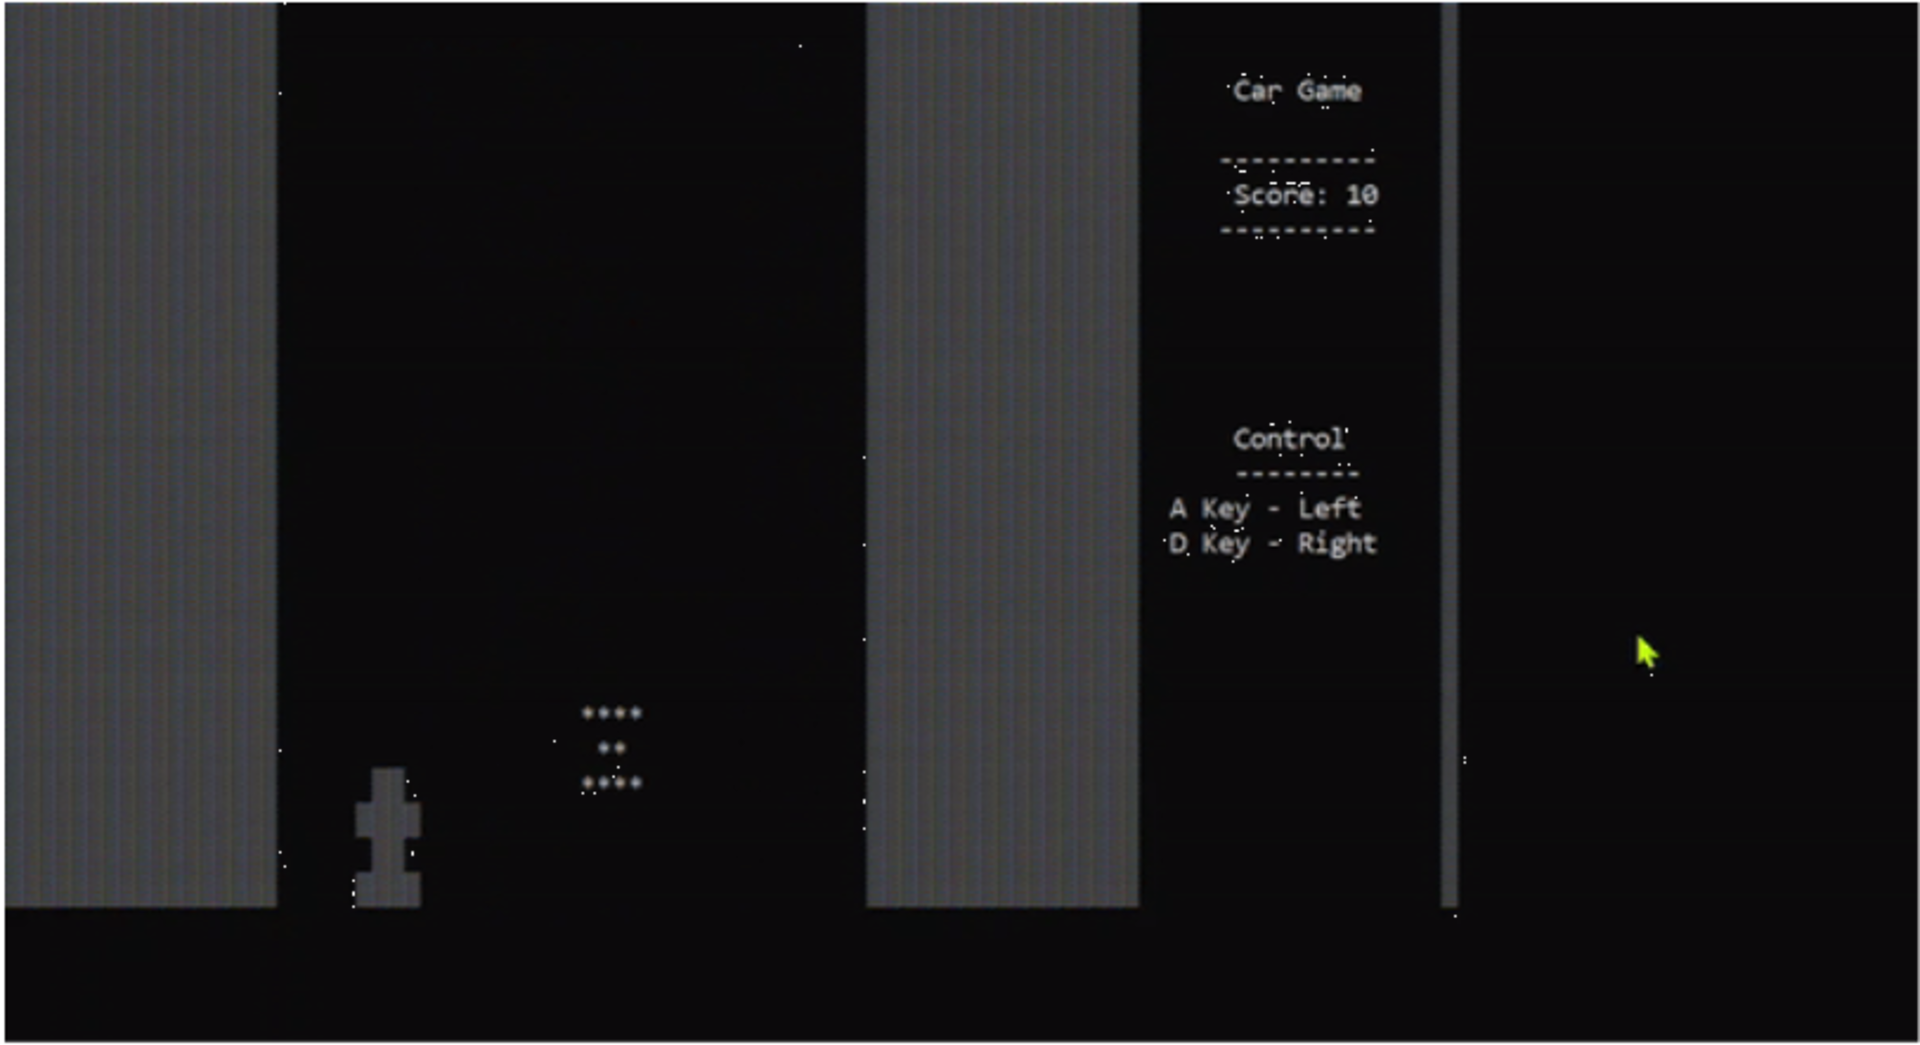 Car Game
----------
Score: 10
----------
Control
--------
A Key - Left
D Key - Right
****
**
****